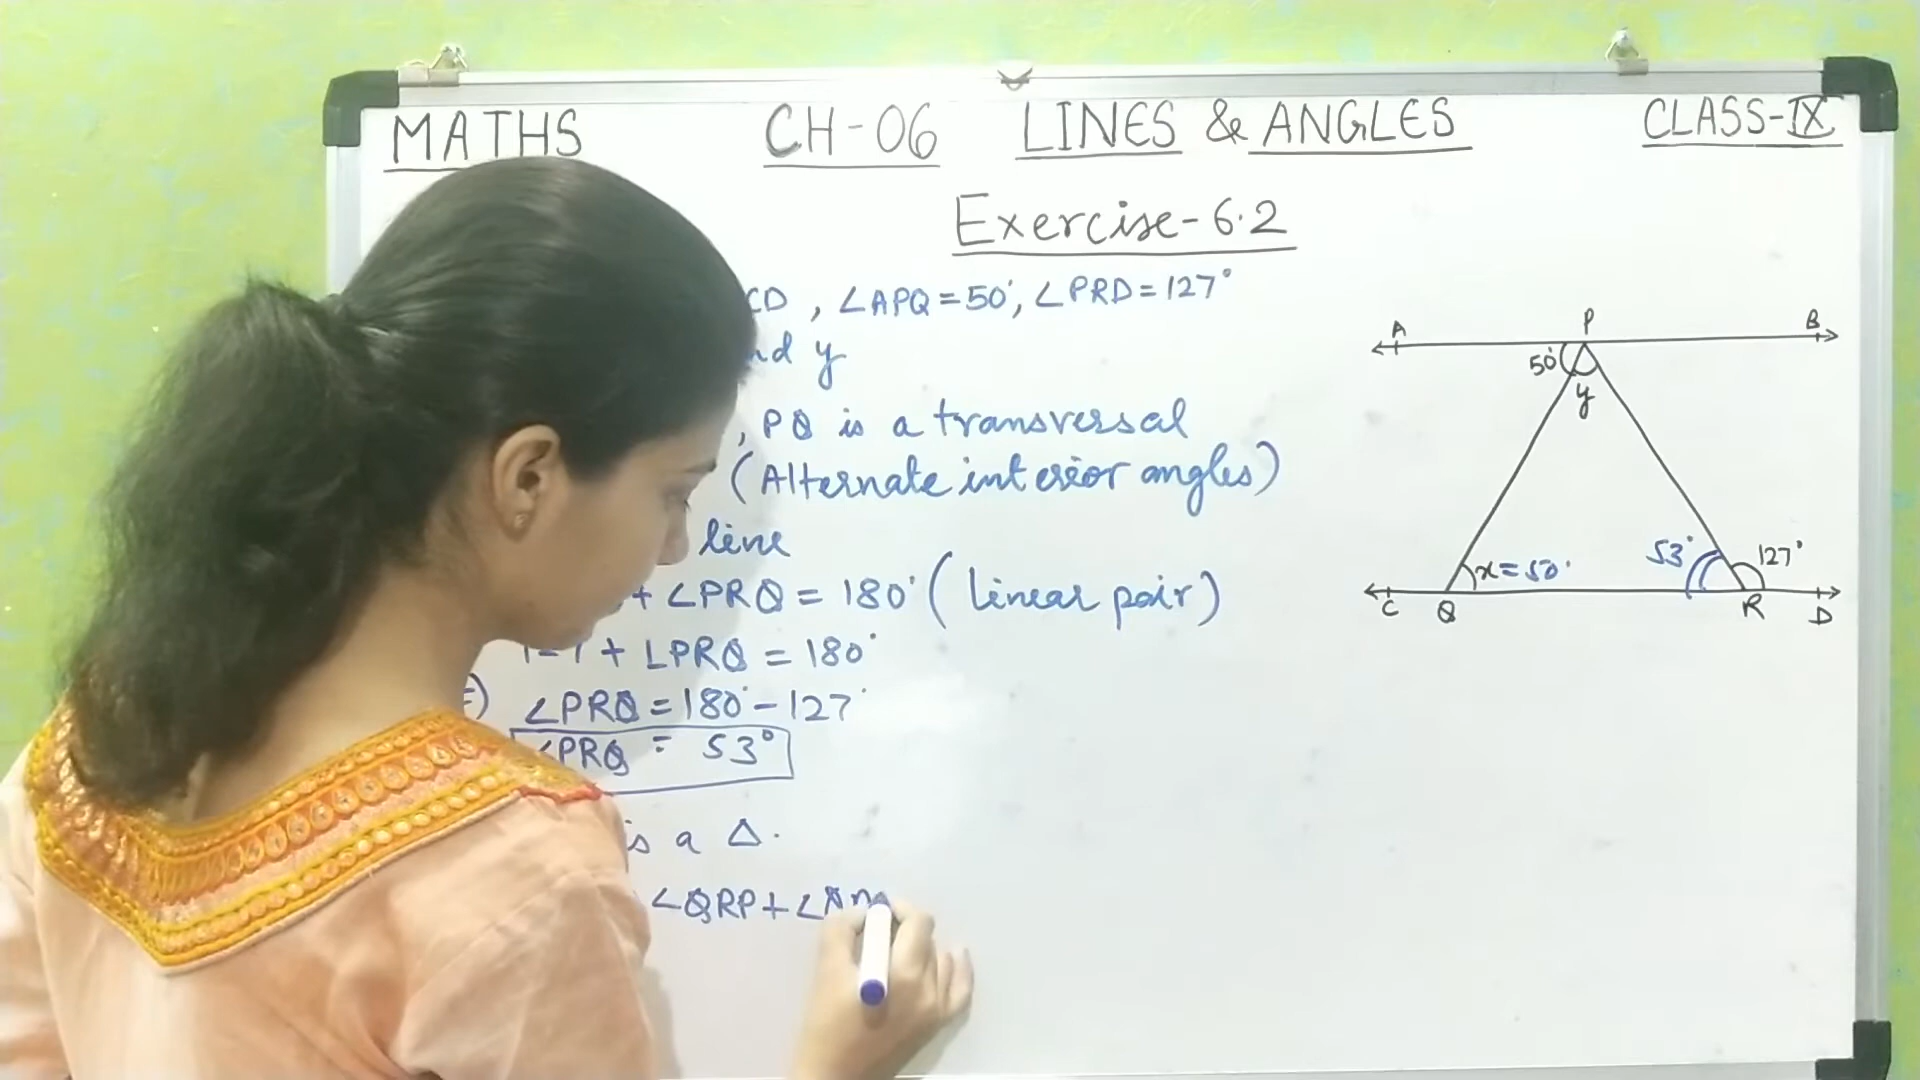 MATHS CH-06 LINES & ANGLES CLASS-IX
Exercise-6.2
CD, ∠APQ=50°, ∠PRD=127°
y
, PQ is a transversal
(Alternate interior angles)
line
+ ∠PRQ = 180° (linear pair)
+ ∠PRQ = 180°
∠PRQ = 180° - 127°
∠PRQ = 53°
is a Δ.
∠QRP+∠
A P B
50°
y
x=50°
53° 127°
C Q R D